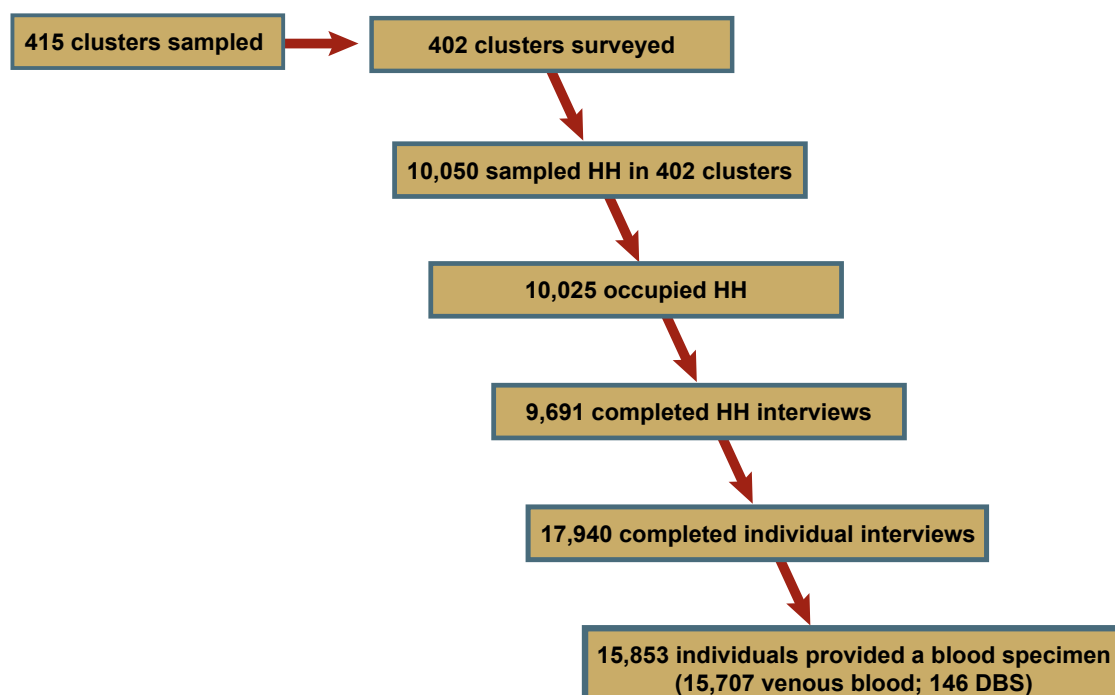 415 clusters sampled
402 clusters surveyed
10,050 sampled HH in 402 clusters
10,025 occupied HH
9,691 completed HH interviews
17,940 completed individual interviews
15,853 individuals provided a blood specimen
(15,707 venous blood; 146 DBS)